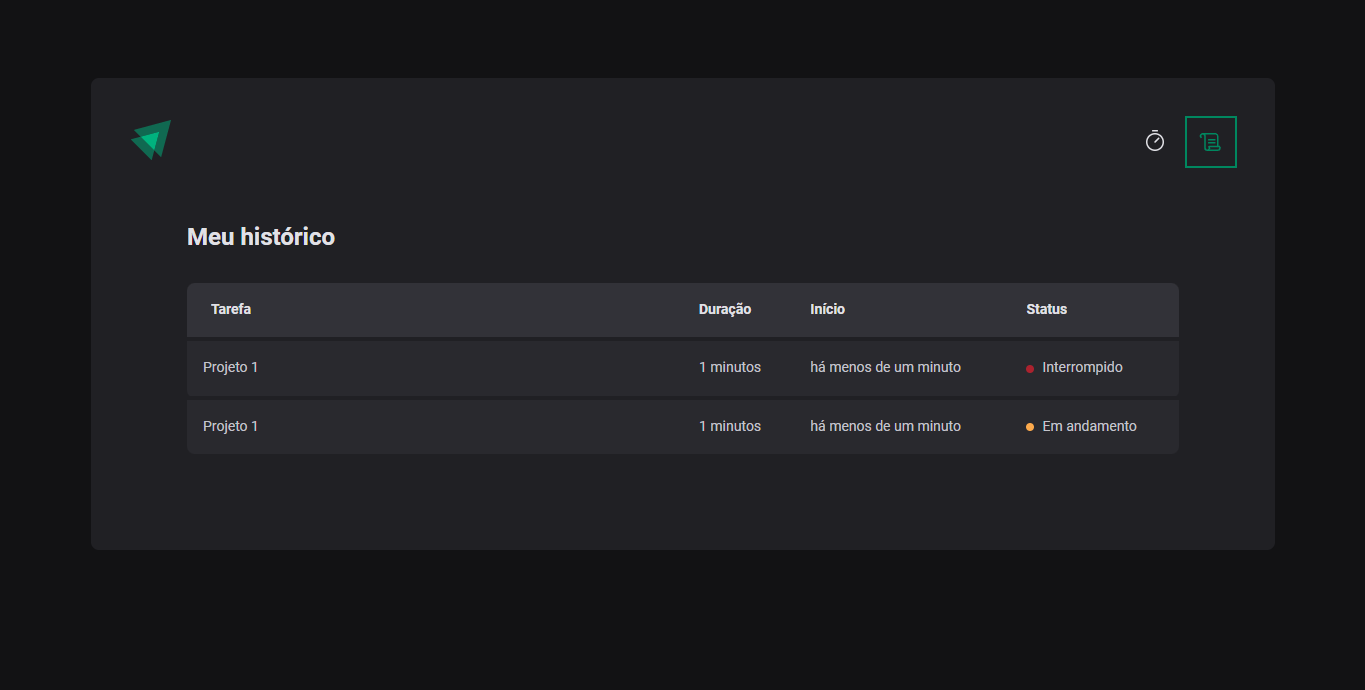 Meu histórico
Tarefa Duração Início Status
Projeto 1 1 minutos há menos de um minuto Interrompido
Projeto 1 1 minutos há menos de um minuto Em andamento